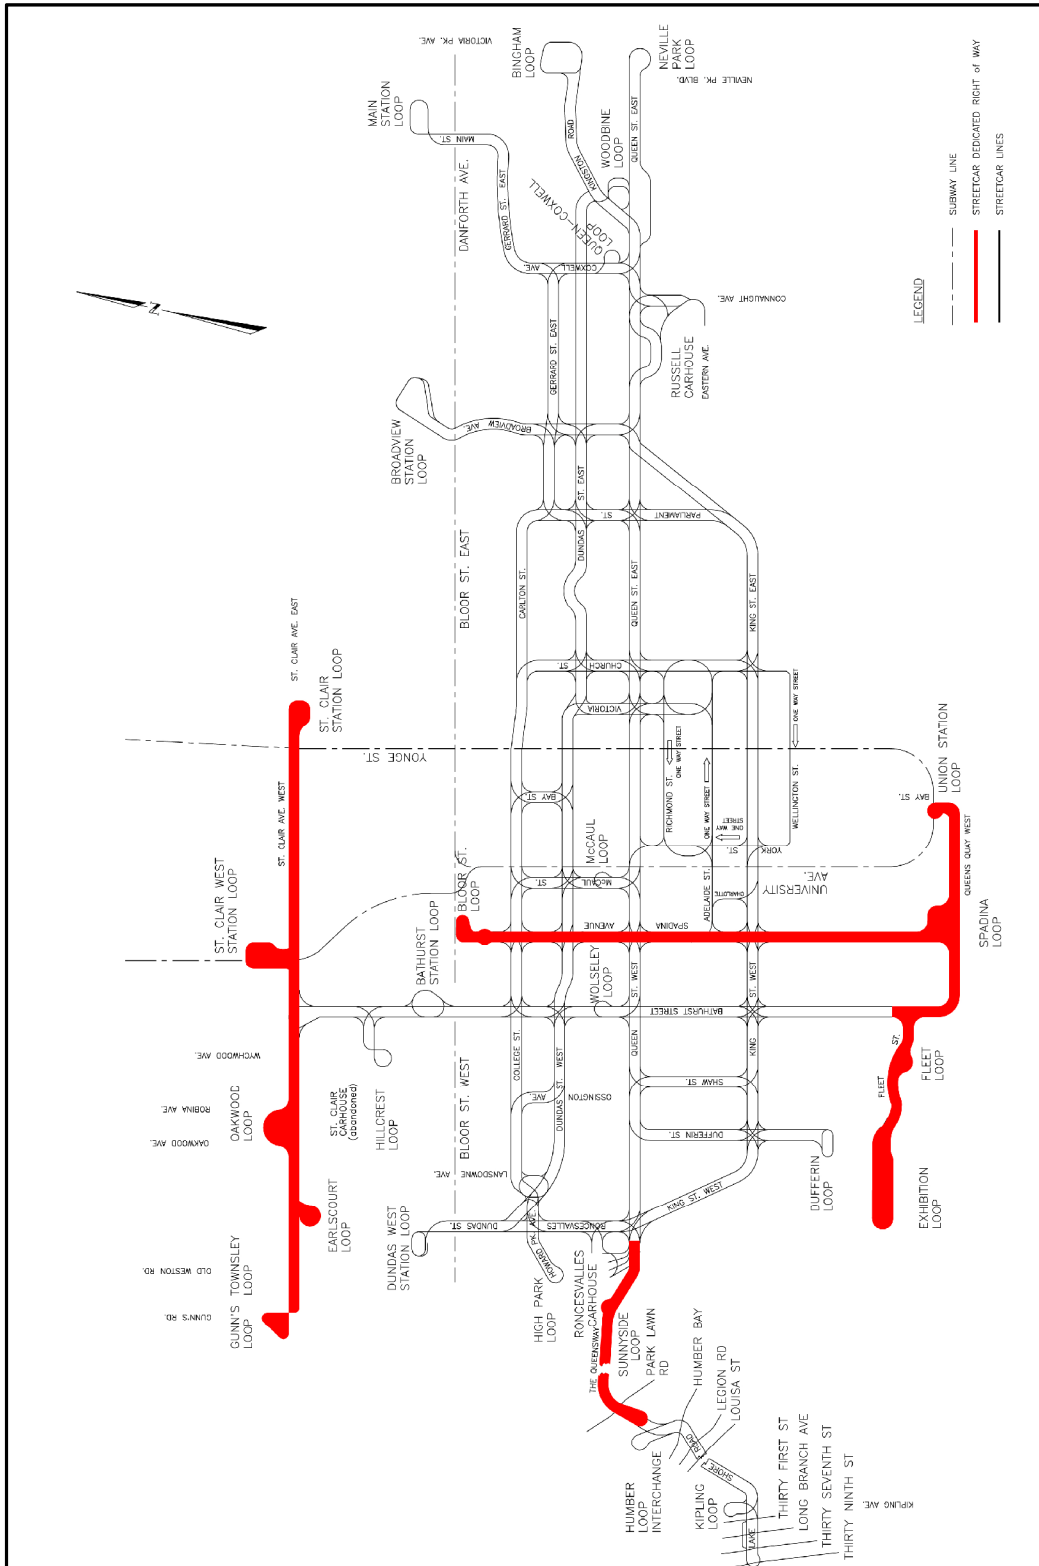 VICTORIA PK. AVE.
BINGHAM
LOOP
NEVILLE
PARK
LOOP
NEVILLE PK. BLVD.
MAIN
STATION
LOOP
MAIN ST.
DANFORTH AVE.
GERRARD ST. EAST
KINGSTON
ROAD
WOODBINE
LOOP
QUEEN ST. EAST
QUEEN-COXWELL
LOOP
COXWELL
AVE.
CONNAUGHT AVE.
RUSSELL
CARHOUSE
EASTERN AVE.
LEGEND
SUBWAY LINE
STREETCAR DEDICATED RIGHT of WAY
STREETCAR LINES
N
BROADVIEW
STATION
LOOP
BROADVIEW AVE.
GERRARD ST. EAST
DUNDAS
ST. EAST
PARLIAMENT
ST.
CARLTON ST.
BLOOR ST. EAST
QUEEN ST. EAST
KING ST. EAST
CHURCH
ST.
VICTORIA
ST. CLAIR AVE. EAST
ST. CLAIR
STATION LOOP
YONGE ST.
ST. CLAIR AVE. WEST
BAY ST.
RICHMOND ST.
ONE WAY STREET
ONE WAY STREET
ONE WAY STREET
ONE WAY
STREET
WELLINGTON ST.
YORK
ST.
ADELAIDE ST.
CHARLOTTE
UNIVERSITY
AVE.
BAY ST.
UNION STATION
LOOP
QUEENS QUAY WEST
SPADINA
LOOP
McCAUL
LOOP
McCAUL
ST.
BLOOR ST.
LOOP
SPADINA
AVENUE
ST. CLAIR WEST
STATION LOOP
BATHURST
STATION LOOP
WOLSELEY
LOOP
BATHURST STREET
QUEEN
ST. WEST
KING
ST. WEST
WYCHWOOD AVE.
ROBINA AVE.
OAKWOOD AVE.
OAKWOOD
LOOP
ST. CLAIR
CARHOUSE
(abandoned)
HILLCREST
LOOP
EARLSCOURT
LOOP
OLD WESTON RD.
GUNN'S RD.
GUNN'S TOWNSLEY
LOOP LOOP
BLOOR ST. WEST
COLLEGE ST.
DUNDAS ST. WEST
OSSINGTON
AVE.
LANSDOWNE
AVE.
SHAW ST.
DUFFERIN ST.
DUFFERIN
LOOP
FLEET
ST.
FLEET
LOOP
EXHIBITION
LOOP
KING ST. WEST
DUNDAS WEST
STATION LOOP
DUNDAS ST.
RONCESVALLES
HOWARD PK. AVE.
HIGH PARK
LOOP
RONCESVALLES
CARHOUSE
SUNNYSIDE
LOOP
THE QUEENSWAY
PARK LAWN
RD
HUMBER BAY
LEGION RD
LOUISA ST
HUMBER
LOOP
INTERCHANGE
KIPLING
LOOP
LAKE
SHORE
ROAD
THIRTY FIRST ST
LONG BRANCH AVE
THIRTY SEVENTH ST
THIRTY NINTH ST
KIPLING AVE.